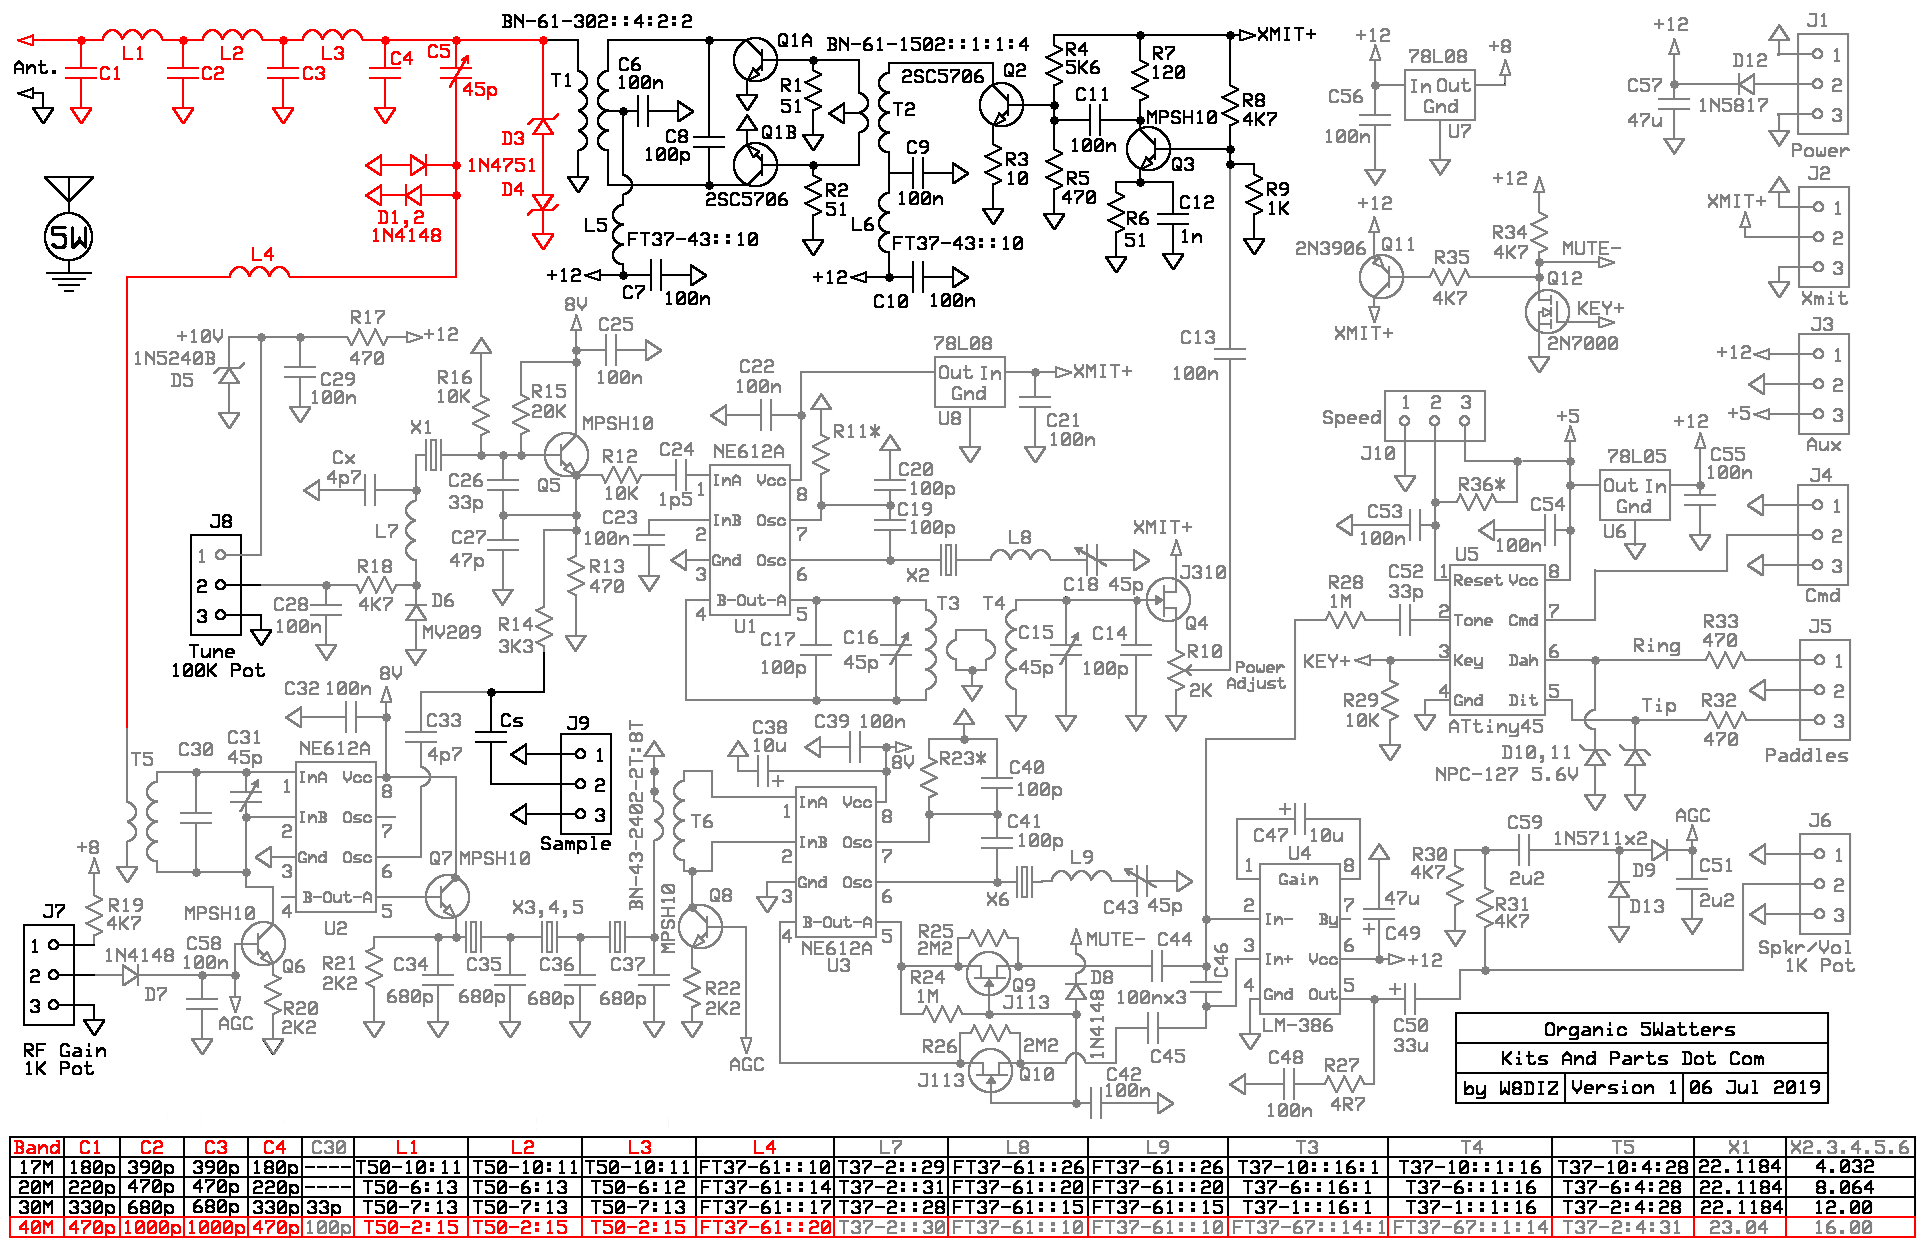 BN-61-302::4:2:2
Ant.
L1
L2
L3
C1
C2
C3
C4
C5
45p
T1
C6
100n
Q1A
BN-61-1502::1:1:4
2SC5706
Q2
R4
5K6
R7
120
XMIT+
R1
51
T2
C11
100n
MPSH10
R8
4K7
D3
1N4751
D4
C8
100p
Q1B
2SC5706
R2
51
C9
100n
R3
10
R5
470
Q3
R9
1K
D1,2
1N4148
L5
FT37-43::10
L6
FT37-43::10
R6
51
C12
1n
5W
L4
+12
C7
100n
+12
C10
100n
+12
78L08
+8
In Out
Gnd
U7
C56
100n
+12
D12
C57
1N5817
47u
J1
1
2
3
Power
J2
XMIT+
1
2
3
Xmit
+12
+12
2N3906
Q11
R34
4K7
MUTE-
R35
4K7
Q12
KEY+
XMIT+
2N7000
J3
+12
1
2
+5
3
Aux
+10V
R17
+12
1N5240B
470
D5
C29
100n
8V
C25
100n
R16
10K
R15
20K
MPSH10
X1
Cx
4p7
C26
33p
Q5
R12
10K
C24
1p5
C22
100n
78L08
Out In
Gnd
U8
XMIT+
C21
100n
R11*
NE612A
InA Vcc
InB Osc
Gnd Osc
B-Out-A
1
2
3
4
8
7
6
5
U1
C20
100p
C19
100p
C13
100n
L7
C23
100n
C27
47p
R13
470
X2
L8
C18 45p
XMIT+
J310
Q4
J8
1
2
3
Tune
100K Pot
R18
4K7
C28
100n
D6
MV209
R14
3K3
C17
100p
C16
45p
T3
T4
C15
45p
C14
100p
R10
2K
Power
Adjust
Speed
1 2 3
J10
+5
+12
78L05
Out In
Gnd
U6
C55
100n
R36*
C53
100n
C54
100n
U5
Reset Vcc
Tone Cmd
Key Dah
Gnd Dit
1
2
3
4
8
7
6
5
ATtiny45
J4
1
2
3
Cmd
R28
1M
C52
33p
KEY+
R29
10K
Ring
R33
470
J5
1
2
3
Paddles
Tip
R32
470
D10,11
NPC-127 5.6V
C32 100n
8V
C33
4p7
Cs
J9
1
2
3
Sample
T5
C30
C31
45p
NE612A
InA Vcc
InB Osc
Gnd Osc
B-Out-A
1
2
3
4
8
7
6
5
U2
BN-43-2402-2T:8T
T6
C38
10u
+
C39 100n
8V
R23*
C40
100p
C41
100p
InA Vcc
InB Osc
Gnd Osc
B-Out-A
1
2
3
4
8
7
6
5
NE612A
U3
X6
L9
C43 45p
+8
R19
4K7
J7
1
2
3
RF Gain
1K Pot
1N4148
D7
MPSH10
C58
100n
Q6
AGC
R20
2K2
Q7
MPSH10
X3,4,5
R21
2K2
C34
680p
C35
680p
C36
680p
C37
680p
MPSH10
Q8
R22
2K2
AGC
R25
2M2
R24
1M
Q9
J113
R26
2M2
J113
Q10
MUTE-
D8
1N4148
C42
100n
C44
100nx3
C45
C46
+
C47 10u
U4
Gain
In- By
In+ Vcc
Gnd Out
1
2
3
4
8
7
6
5
LM-386
47u
+
C49
+12
+
C50
33u
C48
100n
R27
4R7
R30
4K7
R31
4K7
C59
2u2
1N5711x2
AGC
D9
D13
C51
2u2
J6
1
2
3
Spkr/Vol
1K Pot
Organic 5Watters
Kits And Parts Dot Com
by W8DIZ Version 1 06 Jul 2019
Band C1 C2 C3 C4 C30 L1 L2 L3 L4 L7 L8 L9 T3 T4 T5 X1 X2.3.4.5.6
17M 180p 390p 390p 180p ---- T50-10:11 T50-10:11 T50-10:11 FT37-61::10 T37-2::29 FT37-61::26 FT37-61::26 T37-10::16:1 T37-10::1:16 T37-10:4:28 22.1184 4.032
20M 220p 470p 470p 220p ---- T50-6:13 T50-6:13 T50-6:12 FT37-61::14 T37-2::31 FT37-61::20 FT37-61::20 T37-6::16:1 T37-6::1:16 T37-6:4:28 22.1184 8.064
30M 330p 680p 680p 330p 33p T50-7:13 T50-7:13 T50-7:13 FT37-61::17 T37-2::28 FT37-61::15 FT37-61::15 T37-1::16:1 T37-1::1:16 T37-2:4:28 22.1184 12.00
40M 470p 1000p 1000p 470p 100p T50-2:15 T50-2:15 T50-2:15 FT37-61::20 T37-2::30 FT37-61::10 FT37-61::10 FT37-67::14:1 FT37-67::1:14 T37-2:4:31 23.04 16.00